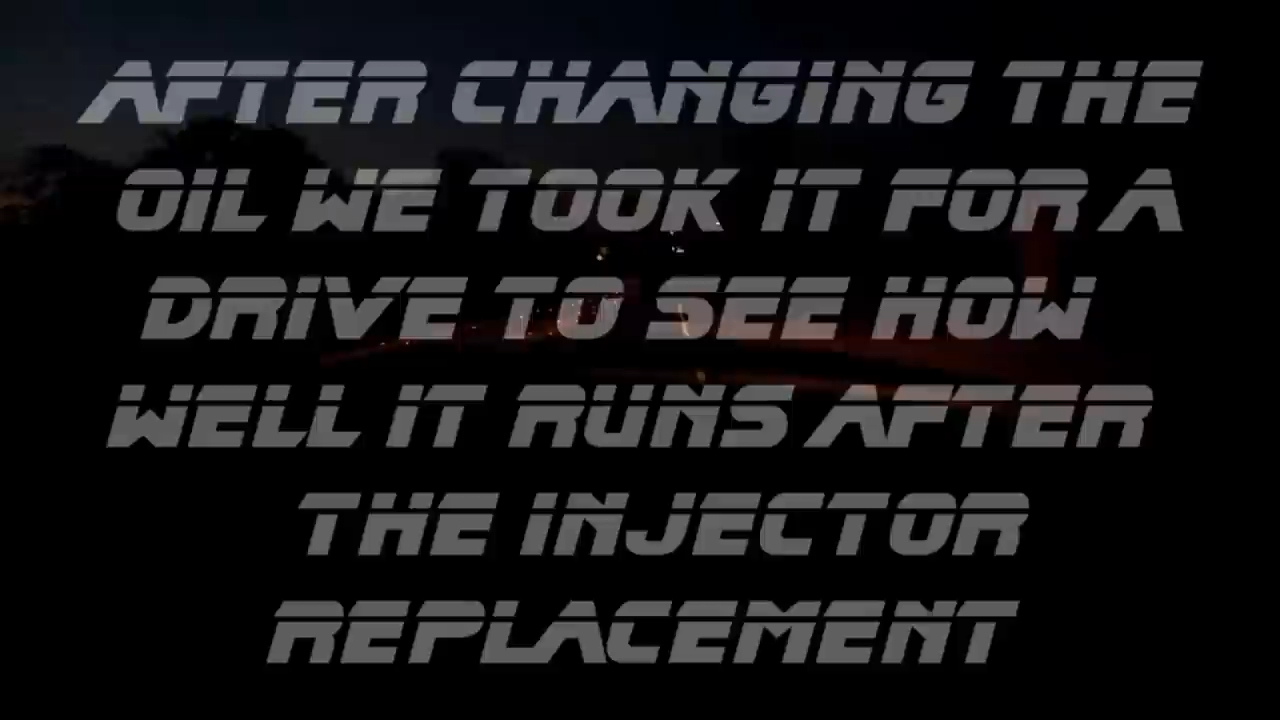 AFTER CHANGING THE
OIL WE TOOK IT FOR A
DRIVE TO SEE HOW
WELL IT RUNS AFTER
THE INJECTOR
REPLACEMENT